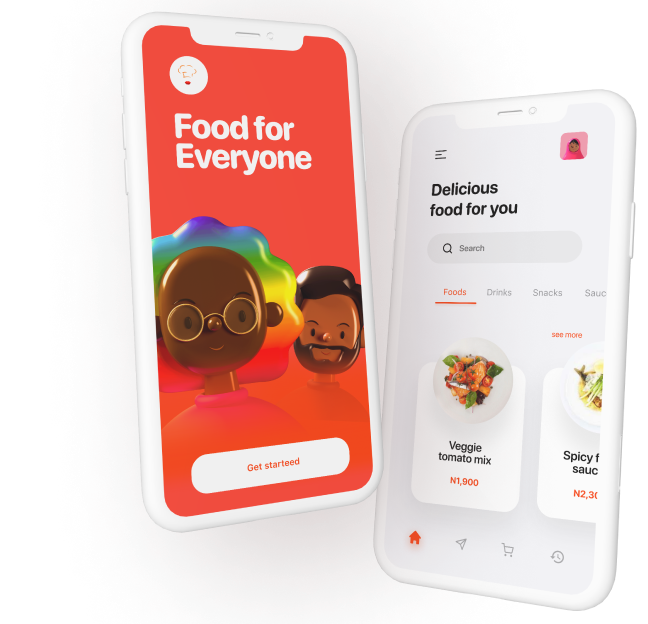 Food for
Everyone
Get starteed
Delicious
food for you
Search
Foods Drinks Snacks Sauc
see more
Veggie
tomato mix
N1,900
Spicy f
sauc
N2,30